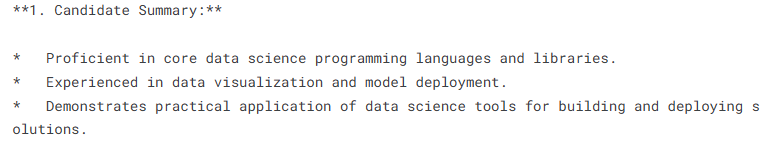 **1. Candidate Summary:**
*   Proficient in core data science programming languages and libraries.
*   Experienced in data visualization and model deployment.
*   Demonstrates practical application of data science tools for building and deploying s
olutions.